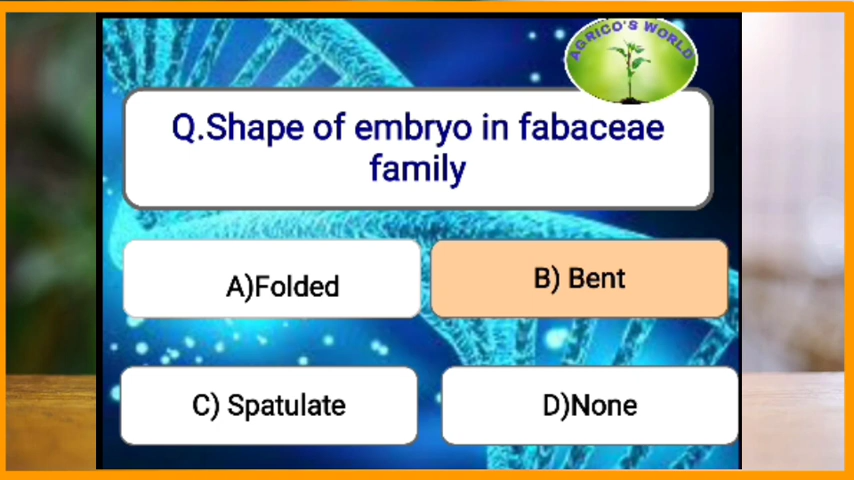 AGRICO'S WORLD
Q.Shape of embryo in fabaceae
family
A)Folded
B) Bent
C) Spatulate
D)None